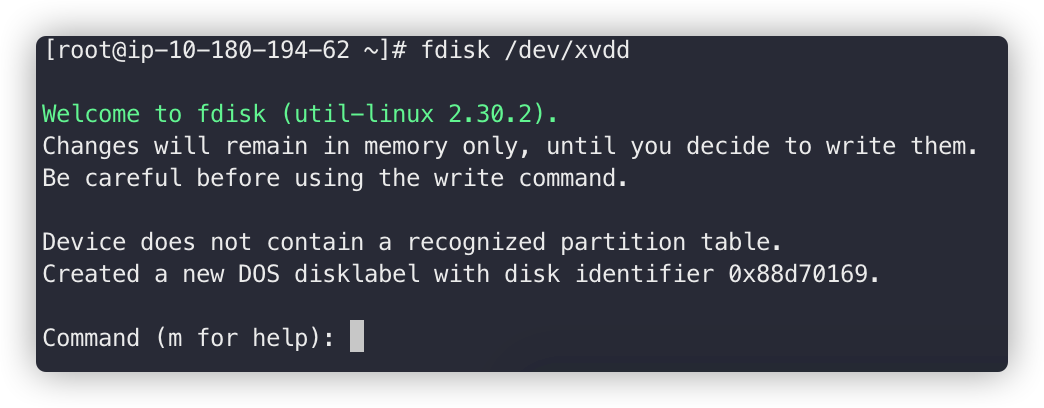 [root@ip-10-180-194-62 ~]# fdisk /dev/xvdd
Welcome to fdisk (util-linux 2.30.2).
Changes will remain in memory only, until you decide to write them.
Be careful before using the write command.
Device does not contain a recognized partition table.
Created a new DOS disklabel with disk identifier 0x88d70169.
Command (m for help):